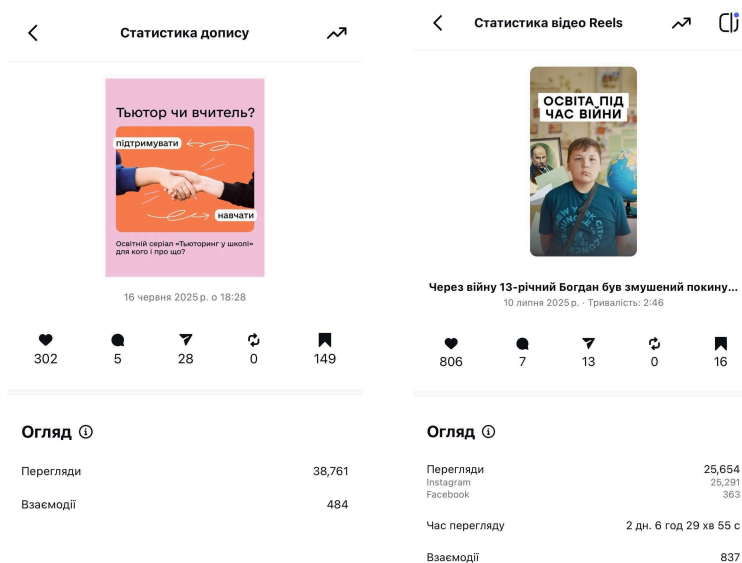 Статистика допису
Тьютор чи вчитель?
підтримувати
навчати
Освітній серіал «Тьюторинг у школі»
для кого і про що?
16 червня 2025 р. о 18:28
302 5 28 0 149
Огляд
Перегляди 38,761
Взаємодії 484
Статистика відео Reels
ОСВІТА ПІД
ЧАС ВІЙНИ
Через війну 13-річний Богдан був змушений покину...
10 липня 2025 р. · Тривалість: 2:46
806 7 13 0 16
Огляд
Перегляди 25,654
Instagram 25,291
Facebook 363
Час перегляду 2 дн. 6 год 29 хв 55 с
Взаємодії 837